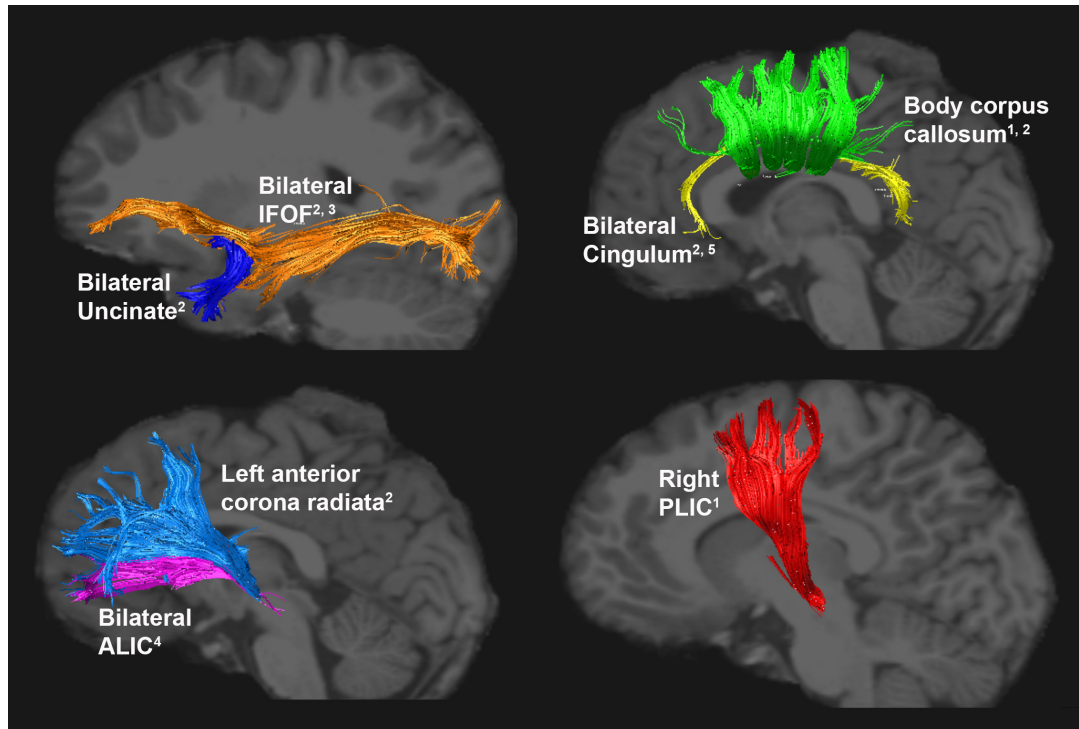 Bilateral
IFOF2, 3
Bilateral
Uncinate2
Body corpus
callosum1, 2
Bilateral
Cingulum2, 5
Left anterior
corona radiata2
Bilateral
ALIC4
Right
PLIC1